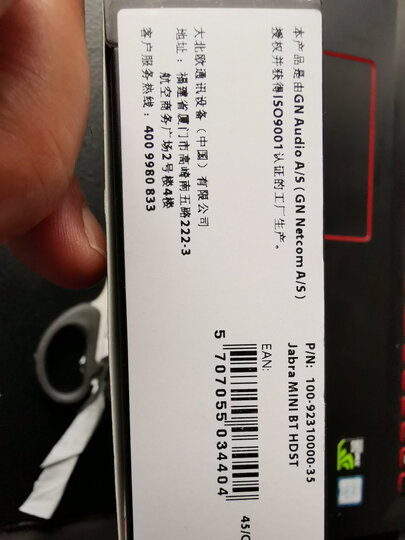 本产品是由GN Audio A/S ( GN Netcom A/S )
授权并获得ISO9001认证的工厂生产。
大北欧通讯设备（中国）有限公司
地址：福建省厦门市高崎南五路222-3
航空商务广场2号楼4楼
客户服务热线：400 9980 833
P/N: 100-92310000-35
Jabra MINI BT HDST
EAN:
5 707055 034404
45/C